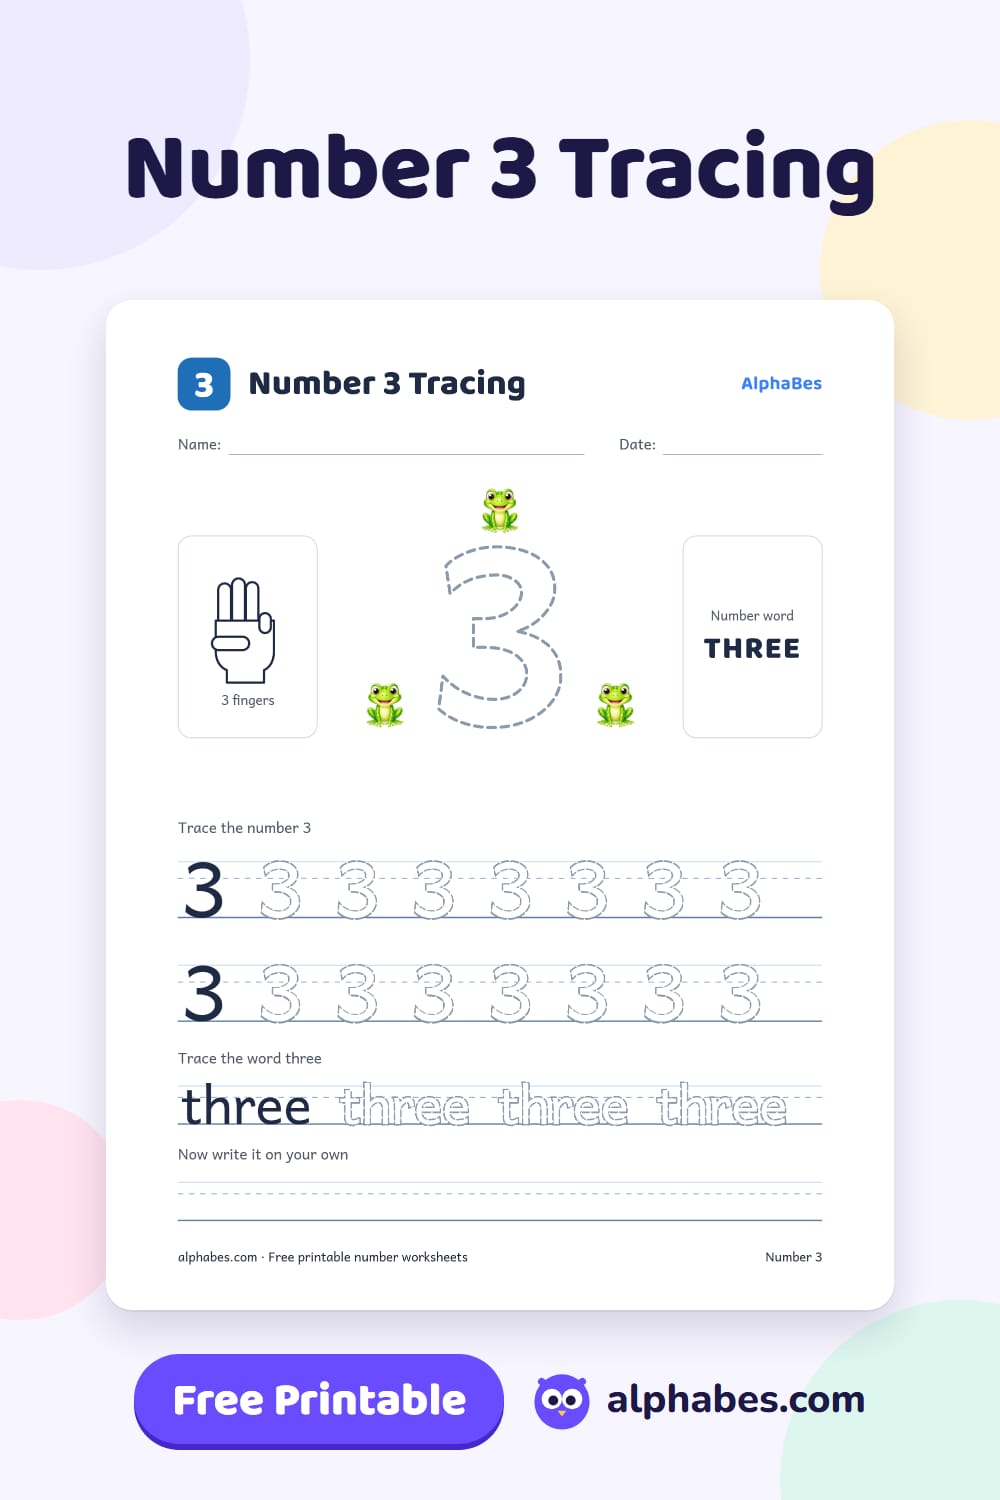 Number 3 Tracing
3 Number 3 Tracing AlphaBes
Name: Date:
3
3 fingers
Number word
THREE
Trace the number 3
3 3 3 3 3 3 3 3
3 3 3 3 3 3 3 3
Trace the word three
three three three three
Now write it on your own
alphabes.com · Free printable number worksheets Number 3
Free Printable alphabes.com